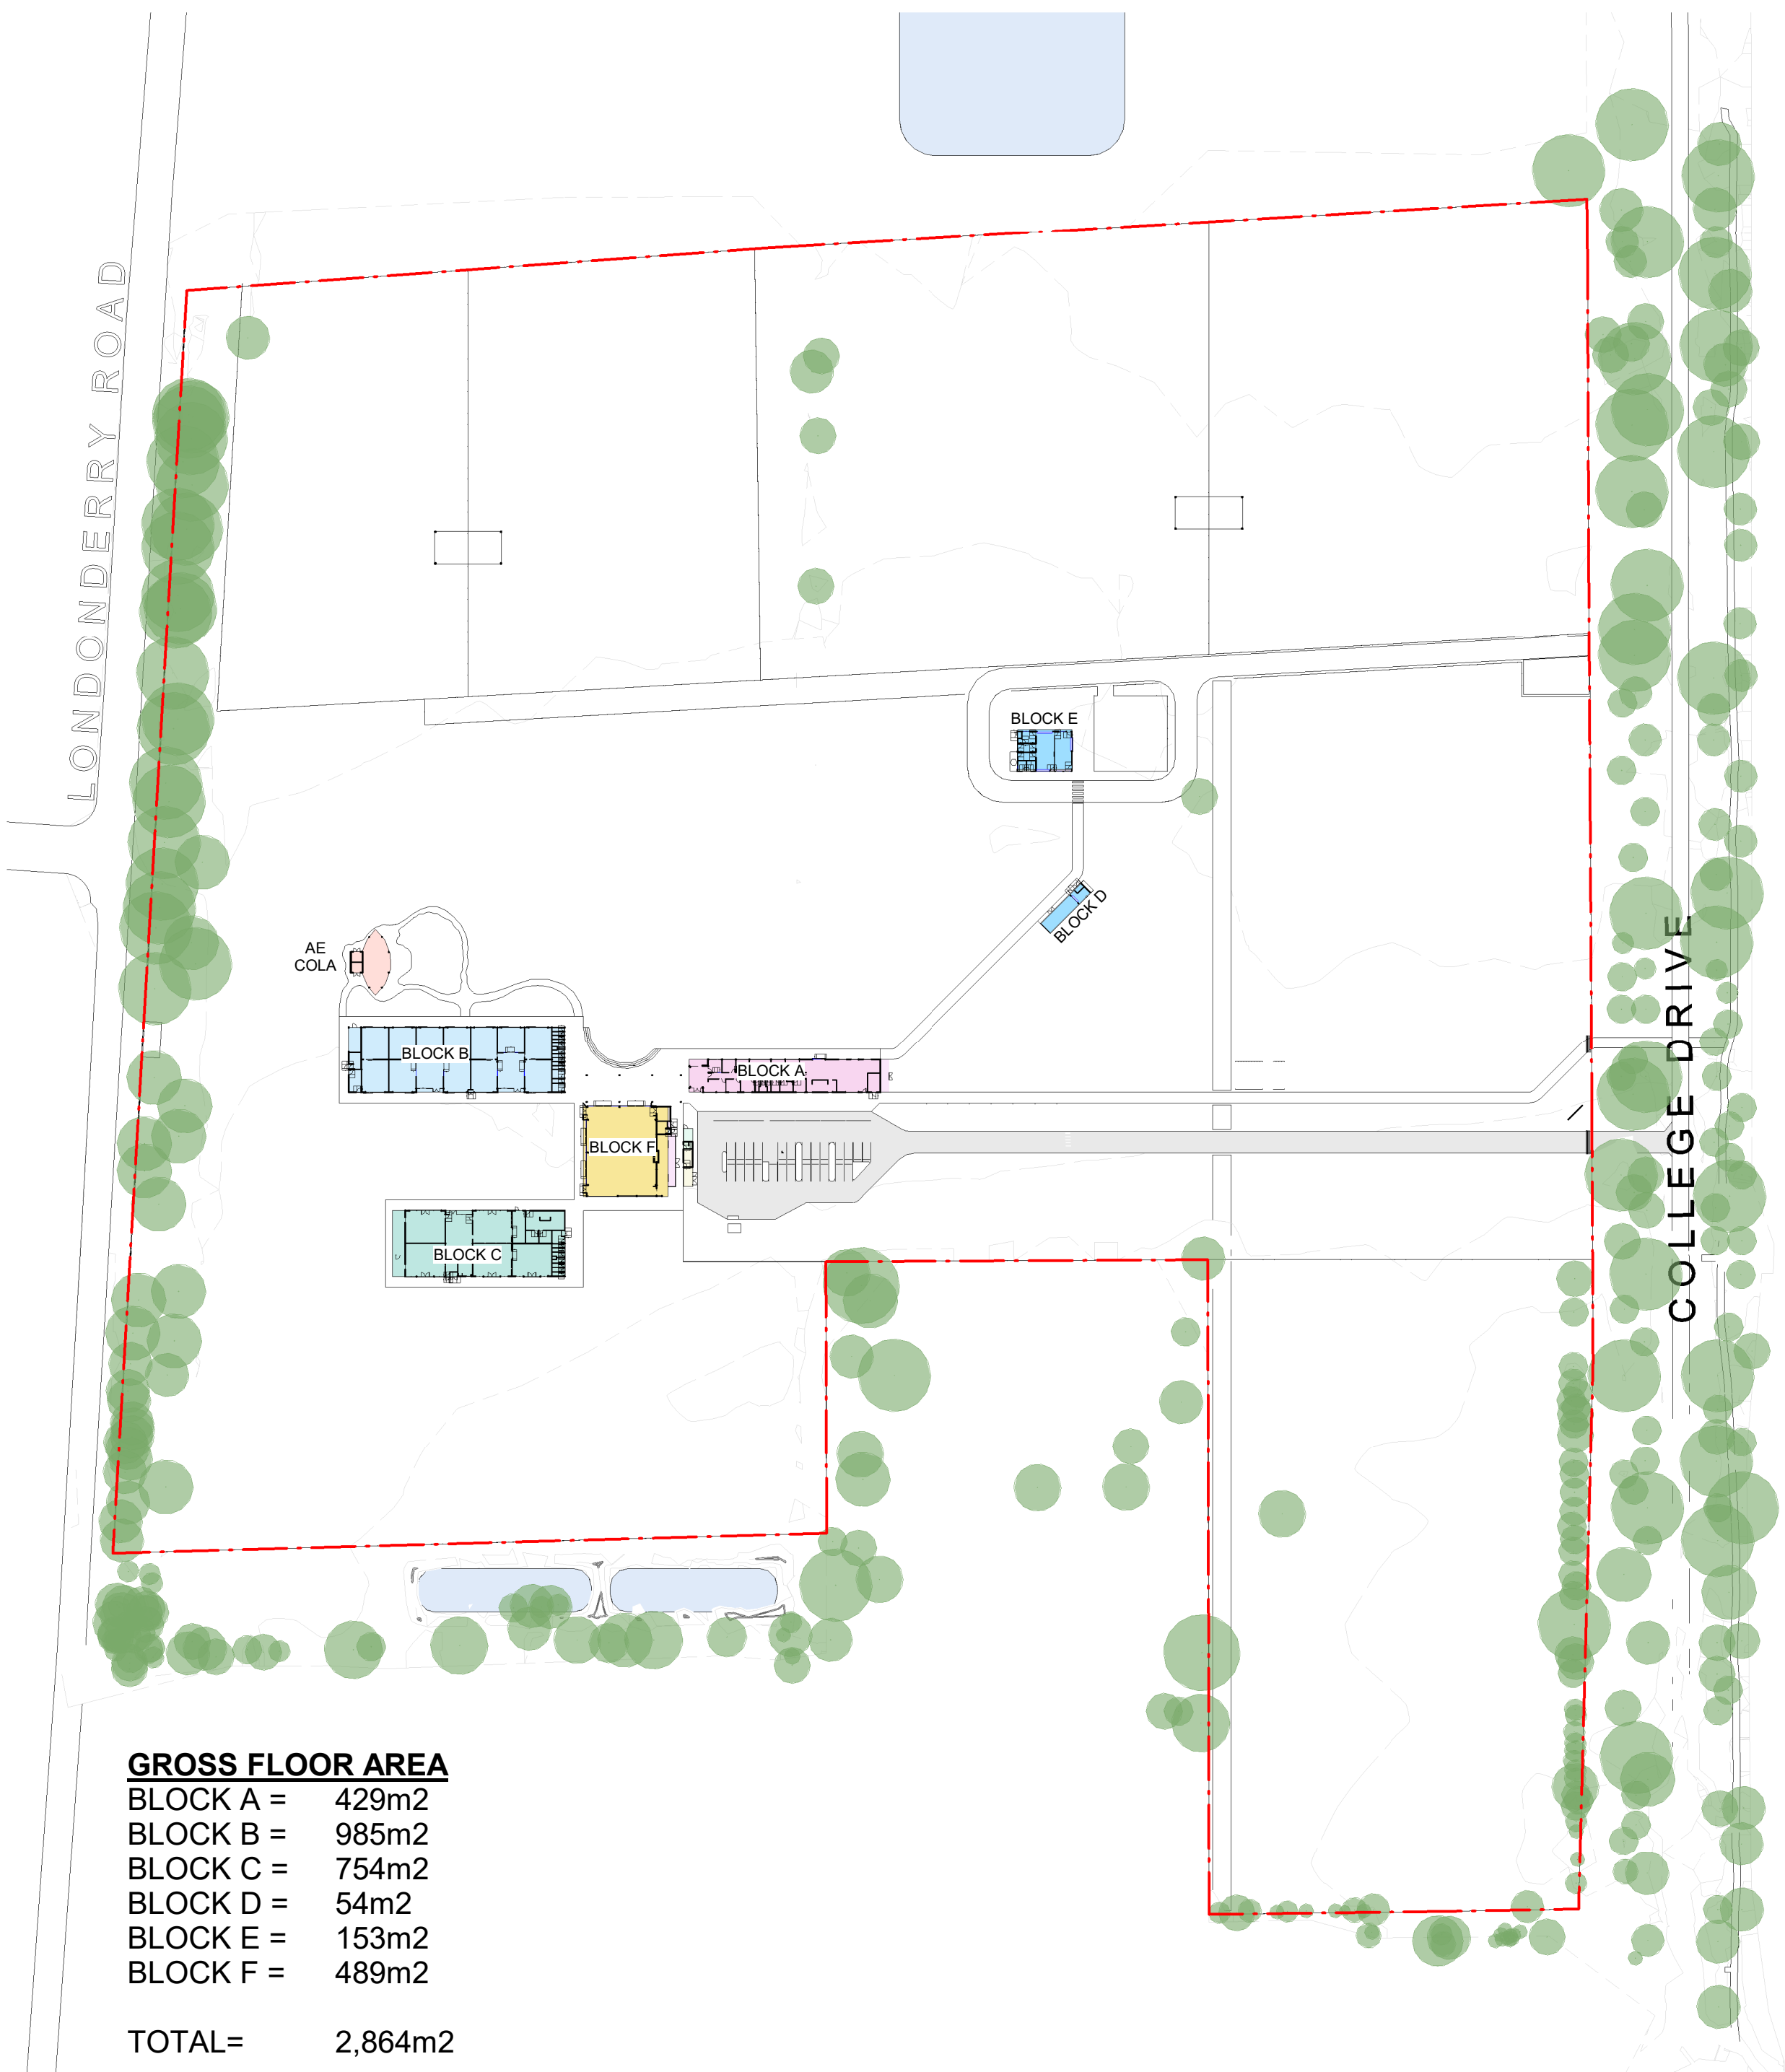 LONDONDERRY ROAD
BLOCK E
BLOCK D
COLLEGE DRIVE
AE
COLA
BLOCK B
BLOCK A
BLOCK F
BLOCK C
GROSS FLOOR AREA
BLOCK A = 429m2
BLOCK B = 985m2
BLOCK C = 754m2
BLOCK D = 54m2
BLOCK E = 153m2
BLOCK F = 489m2
TOTAL= 2,864m2